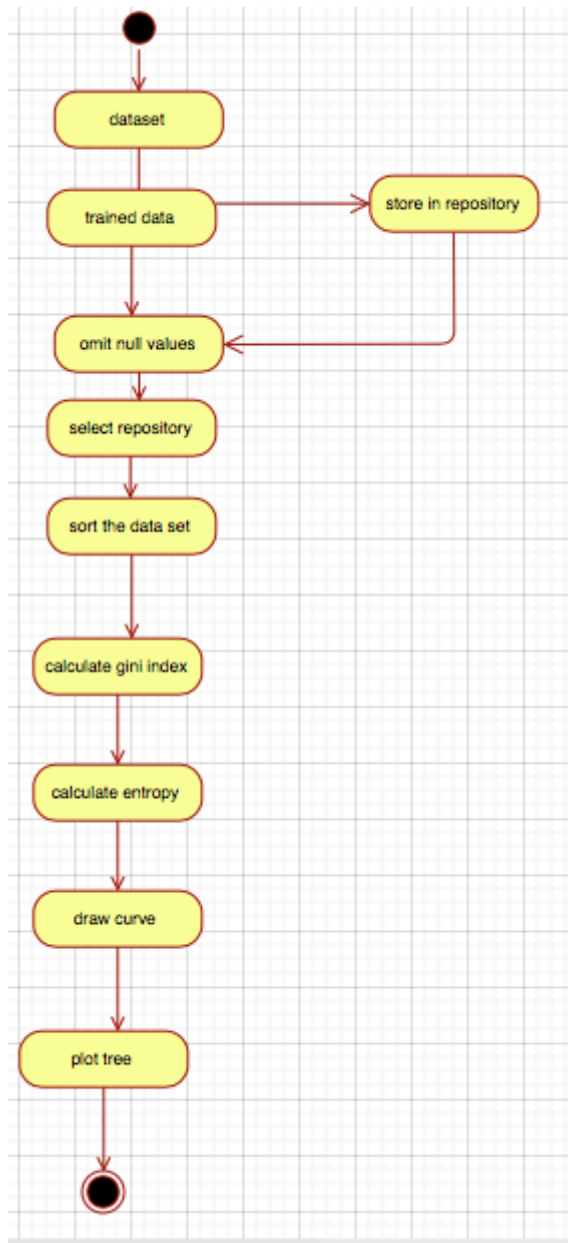 dataset
trained data
store in repository
omit null values
select repository
sort the data set
calculate gini index
calculate entropy
draw curve
plot tree